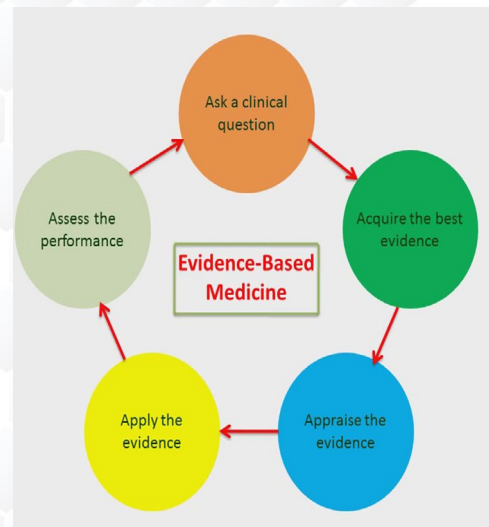 Ask a clinical
question
Acquire the best
evidence
Appraise the
evidence
Apply the
evidence
Assess the
performance
Evidence-Based
Medicine